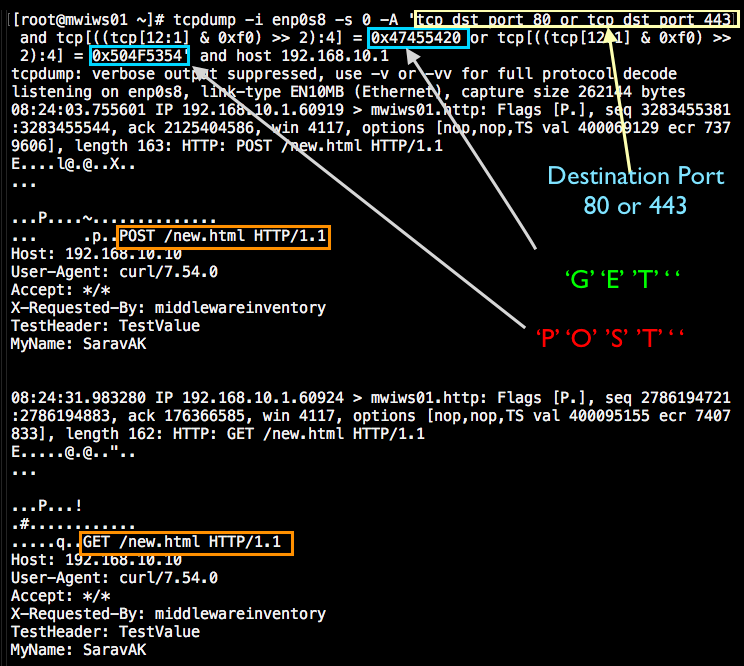 [root@mwiws01 ~]# tcpdump -i enp0s8 -s 0 -A 'tcp dst port 80 or tcp dst port 443
and tcp[((tcp[12:1] & 0xf0) >> 2):4] = 0x47455420 or tcp[((tcp[12:1] & 0xf0) >>
2):4] = 0x504F5354' and host 192.168.10.1
tcpdump: verbose output suppressed, use -v or -vv for full protocol decode
listening on enp0s8, link-type EN10MB (Ethernet), capture size 262144 bytes
08:24:03.755601 IP 192.168.10.1.60919 > mwiws01.http: Flags [P.], seq 3283455381
:3283455544, ack 2125404586, win 4117, options [nop,nop,TS val 400069129 ecr 737
9606], length 163: HTTP: POST /new.html HTTP/1.1
E....l@.@..X..
...
Destination Port
80 or 443
...P....~..............
... .p..POST /new.html HTTP/1.1
Host: 192.168.10.10
User-Agent: curl/7.54.0
Accept: */*
X-Requested-By: middlewareinventory
TestHeader: TestValue
MyName: SaravAK
‘G’ ‘E’ ’T’ ‘ ‘
‘P’ ‘O’ ’S’ ’T’ ‘ ‘
08:24:31.983280 IP 192.168.10.1.60924 > mwiws01.http: Flags [P.], seq 2786194721
:2786194883, ack 176366585, win 4117, options [nop,nop,TS val 400095155 ecr 7407
833], length 162: HTTP: GET /new.html HTTP/1.1
E.....@.@.."..
...
...P...!
.#............
.....q..GET /new.html HTTP/1.1
Host: 192.168.10.10
User-Agent: curl/7.54.0
Accept: */*
X-Requested-By: middlewareinventory
TestHeader: TestValue
MyName: SaravAK